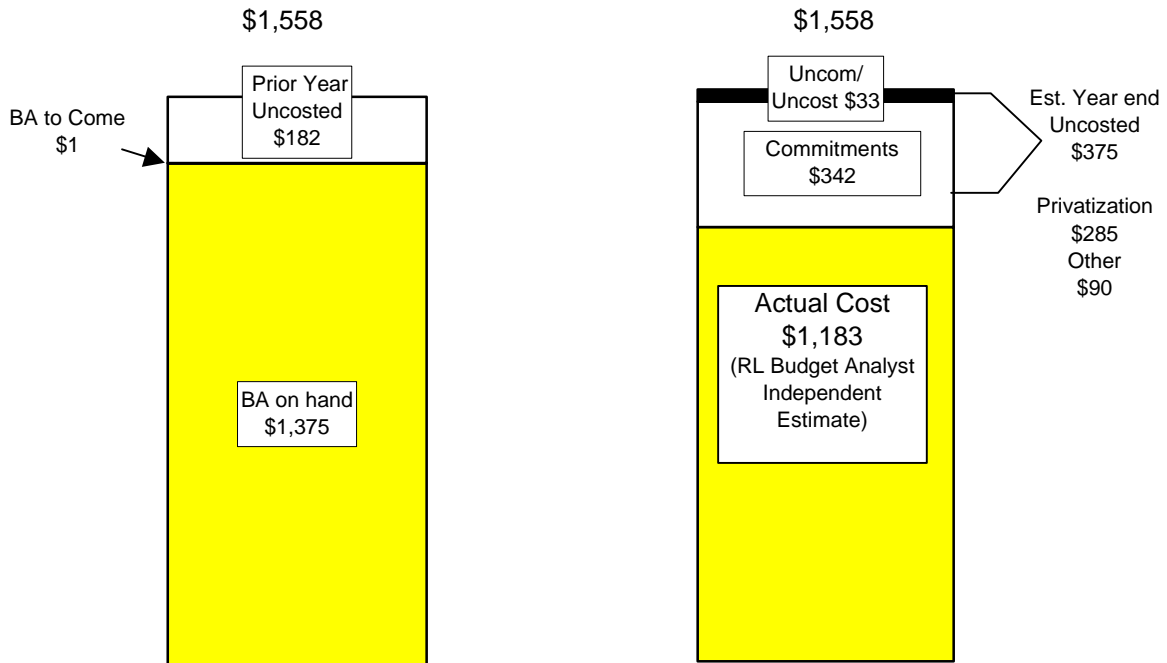 $1,558
BA to Come
$1
Prior Year
Uncosted
$182
BA on hand
$1,375
$1,558
Uncom/
Uncost $33
Commitments
$342
Est. Year end
Uncosted
$375
Privatization
$285
Other
$90
Actual Cost
$1,183
(RL Budget Analyst
Independent
Estimate)